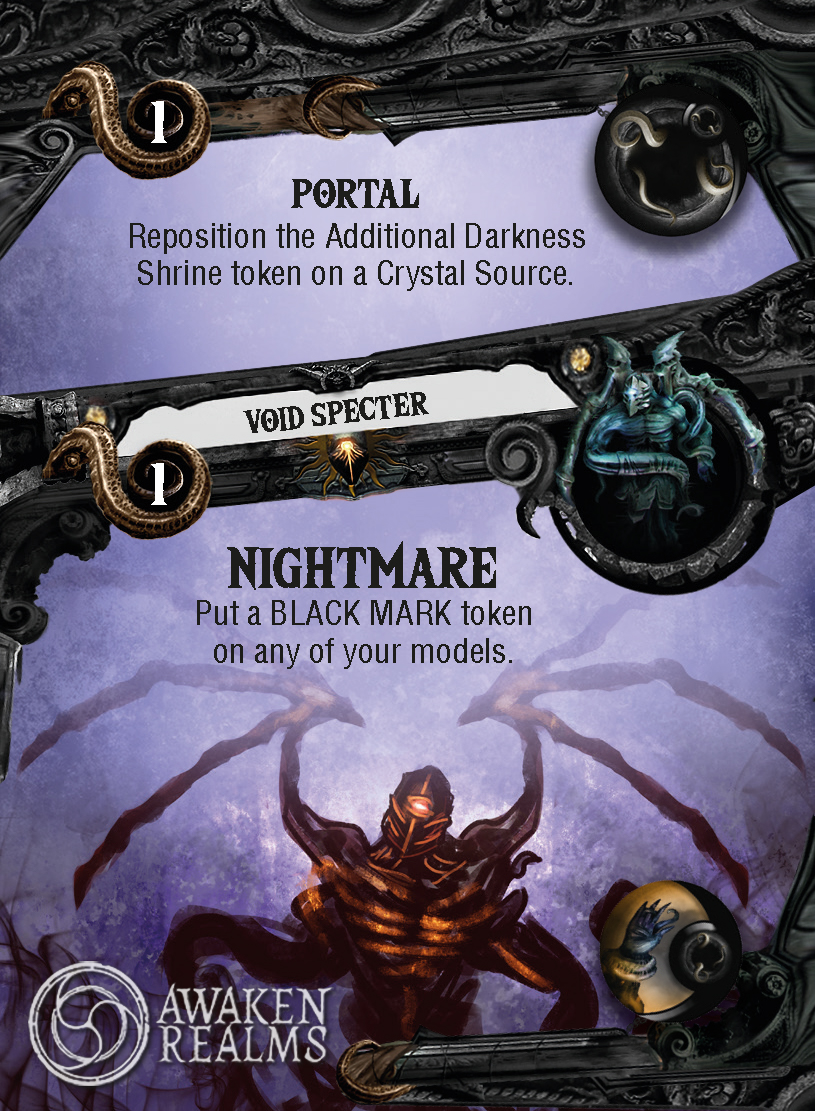 1
PORTAL
Reposition the Additional Darkness
Shrine token on a Crystal Source.
VOID SPECTER
1
NIGHTMARE
Put a BLACK MARK token
on any of your models.
AWAKEN
REALMS